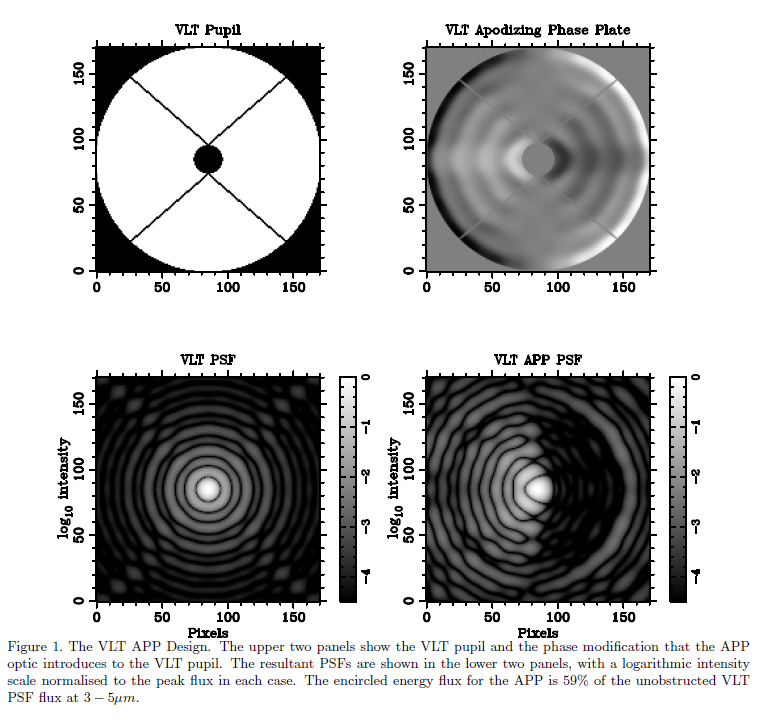 VLT Pupil
VLT Apodizing Phase Plate
150
100
50
0
0 50 100 150
150
100
50
0
0 50 100 150
VLT PSF
VLT APP PSF
log10 intensity
150
100
50
0
0 50 100 150
Pixels
0
-1
-2
-3
-4
log10 intensity
150
100
50
0
0 50 100 150
Pixels
0
-1
-2
-3
-4
Figure 1. The VLT APP Design. The upper two panels show the VLT pupil and the phase modification that the APP
optic introduces to the VLT pupil. The resultant PSFs are shown in the lower two panels, with a logarithmic intensity
scale normalised to the peak flux in each case. The encircled energy flux for the APP is 59% of the unobstructed VLT
PSF flux at 3 − 5μm.